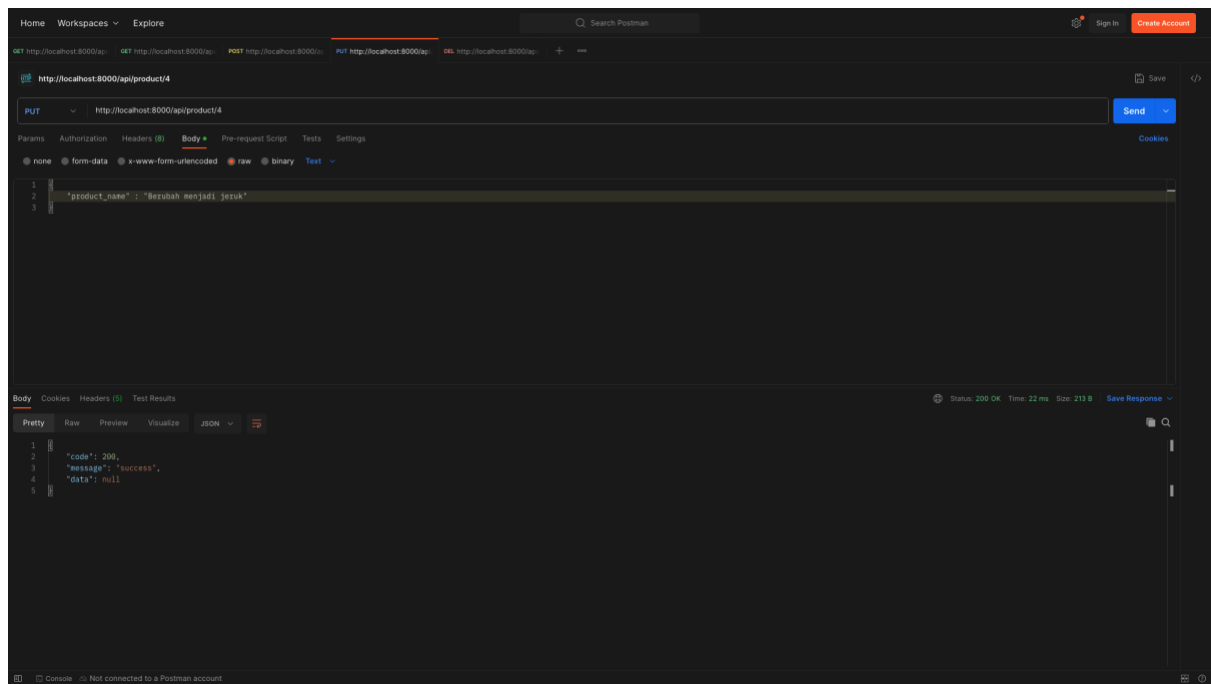 Home Workspaces Explore Search Postman Sign In Create Account
GET http://localhost:8000/ap GET http://localhost:8000/ap POST http://localhost:8000/a PUT http://localhost:8000/ap DEL http://localhost:8000/ap
http://localhost:8000/api/product/4 Save </>
PUT http://localhost:8000/api/product/4 Send
Params Authorization Headers (8) Body Pre-request Script Tests Settings Cookies
none form-data x-www-form-urlencoded raw binary Text
1 {
2 "product_name" : "Berubah menjadi jeruk"
3 }
Body Cookies Headers (5) Test Results Status: 200 OK Time: 22 ms Size: 213 B Save Response
Pretty Raw Preview Visualize JSON
1 {
2 "code": 200,
3 "message": "success",
4 "data": null
5 }
Console Not connected to a Postman account